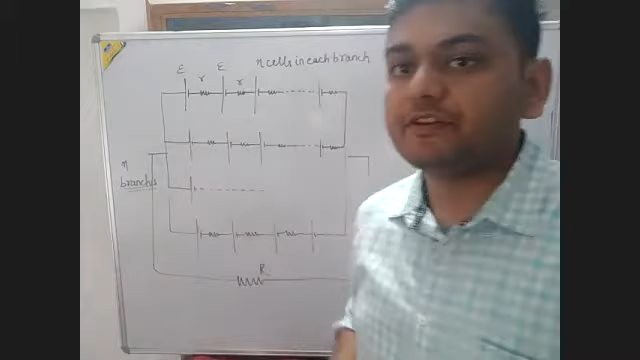 n cells in each branch
ε ε
r r
n
branches
R